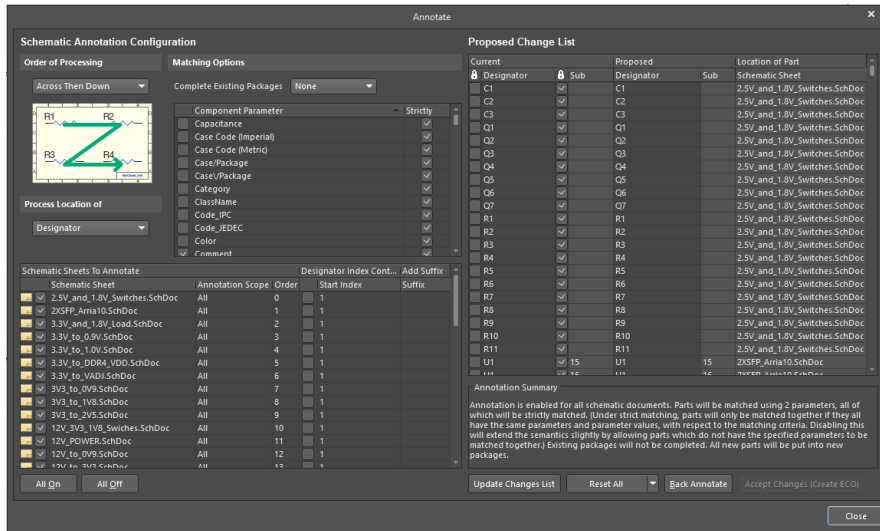 Annotate
Schematic Annotation Configuration
Order of Processing
Across Then Down
R1 R2
R3 R4
Process Location of
Designator
Matching Options
Complete Existing Packages None
Component Parameter Strictly
Capacitance
Case Code (Imperial)
Case Code (Metric)
Case/Package
Case\/Package
Category
ClassName
Code_IPC
Code_JEDEC
Color
Comment
Schematic Sheets To Annotate Designator Index Cont... Add Suffix
Schematic Sheet Annotation Scope Order Start Index Suffix
2.5V_and_1.8V_Switches.SchDoc All 0 1
2XSFP_Arria10.SchDoc All 1 1
3.3V_and_1.8V_Load.SchDoc All 2 1
3.3V_to_0.9V.SchDoc All 3 1
3.3V_to_1.0V.SchDoc All 4 1
3.3V_to_DDR4_VDD.SchDoc All 5 1
3.3V_to_VADJ.SchDoc All 6 1
3V3_to_0V9.SchDoc All 7 1
3V3_to_1V8.SchDoc All 8 1
3V3_to_2V5.SchDoc All 9 1
12V_3V3_1V8_Swiches.SchDoc All 10 1
12V_POWER.SchDoc All 11 1
12V_to_0V9.SchDoc All 12 1
12V_to_3V3.SchDoc All 13 1
All On All Off
Proposed Change List
Current Proposed Location of Part
Designator Sub Designator Sub Schematic Sheet
C1 C1 2.5V_and_1.8V_Switches.SchDoc
C2 C2 2.5V_and_1.8V_Switches.SchDoc
C3 C3 2.5V_and_1.8V_Switches.SchDoc
Q1 Q1 2.5V_and_1.8V_Switches.SchDoc
Q2 Q2 2.5V_and_1.8V_Switches.SchDoc
Q3 Q3 2.5V_and_1.8V_Switches.SchDoc
Q4 Q4 2.5V_and_1.8V_Switches.SchDoc
Q5 Q5 2.5V_and_1.8V_Switches.SchDoc
Q6 Q6 2.5V_and_1.8V_Switches.SchDoc
Q7 Q7 2.5V_and_1.8V_Switches.SchDoc
R1 R1 2.5V_and_1.8V_Switches.SchDoc
R2 R2 2.5V_and_1.8V_Switches.SchDoc
R3 R3 2.5V_and_1.8V_Switches.SchDoc
R4 R4 2.5V_and_1.8V_Switches.SchDoc
R5 R5 2.5V_and_1.8V_Switches.SchDoc
R6 R6 2.5V_and_1.8V_Switches.SchDoc
R7 R7 2.5V_and_1.8V_Switches.SchDoc
R8 R8 2.5V_and_1.8V_Switches.SchDoc
R9 R9 2.5V_and_1.8V_Switches.SchDoc
R10 R10 2.5V_and_1.8V_Switches.SchDoc
R11 R11 2.5V_and_1.8V_Switches.SchDoc
U1 15 U1 15 2XSFP_Arria10.SchDoc
U1 16 U1 16 2XSFP_Arria10.SchDoc
Annotation Summary
Annotation is enabled for all schematic documents. Parts will be matched using 2 parameters, all of
which will be strictly matched. (Under strict matching, parts will only be matched together if they all
have the same parameters and parameter values, with respect to the matching criteria. Disabling this
will extend the semantics slightly by allowing parts which do not have the specified parameters to be
matched together.) Existing packages will not be completed. All new parts will be put into new
packages.
Update Changes List Reset All Back Annotate Accept Changes (Create ECO)
Close